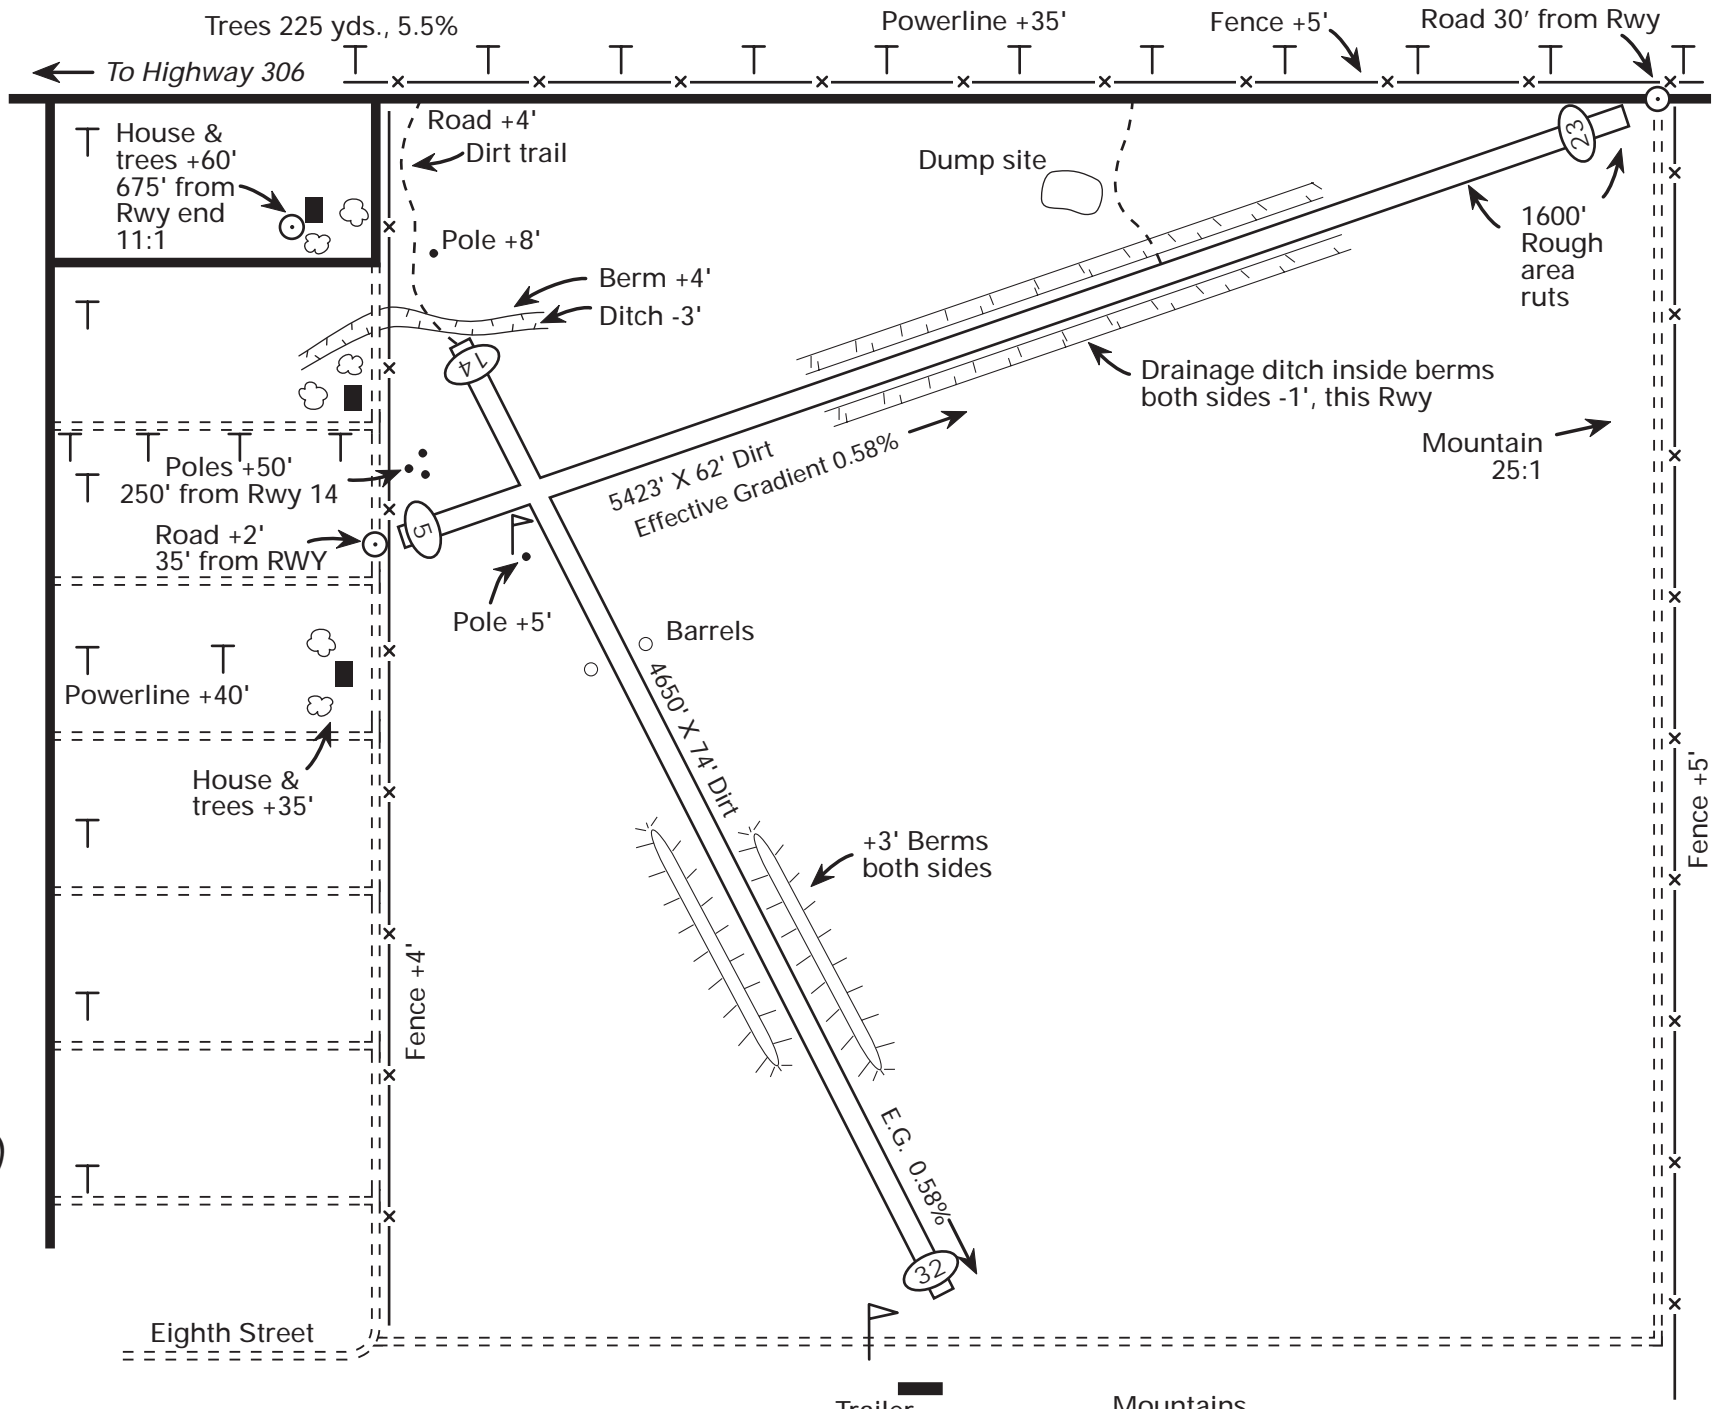 Trees 225 yds., 5.5%
Powerline +35'
Fence +5'
Road 30’ from Rwy
To Highway 306
House &
trees +60'
675' from
Rwy end
11:1
Road +4'
Dirt trail
Dump site
23
Pole +8'
1600'
Rough
area
ruts
Berm +4'
Ditch -3'
14
Drainage ditch inside berms
both sides -1', this Rwy
Mountain
25:1
Poles +50'
250' from Rwy 14
5423' X 62' Dirt
Effective Gradient 0.58%
5
Road +2'
35' from RWY
Pole +5'
Barrels
4650' X 74' Dirt
Powerline +40'
House &
trees +35'
+3' Berms
both sides
Fence +5'
Fence +4'
E.G. 0.58%
32
Eighth Street
Trailer
Mountains